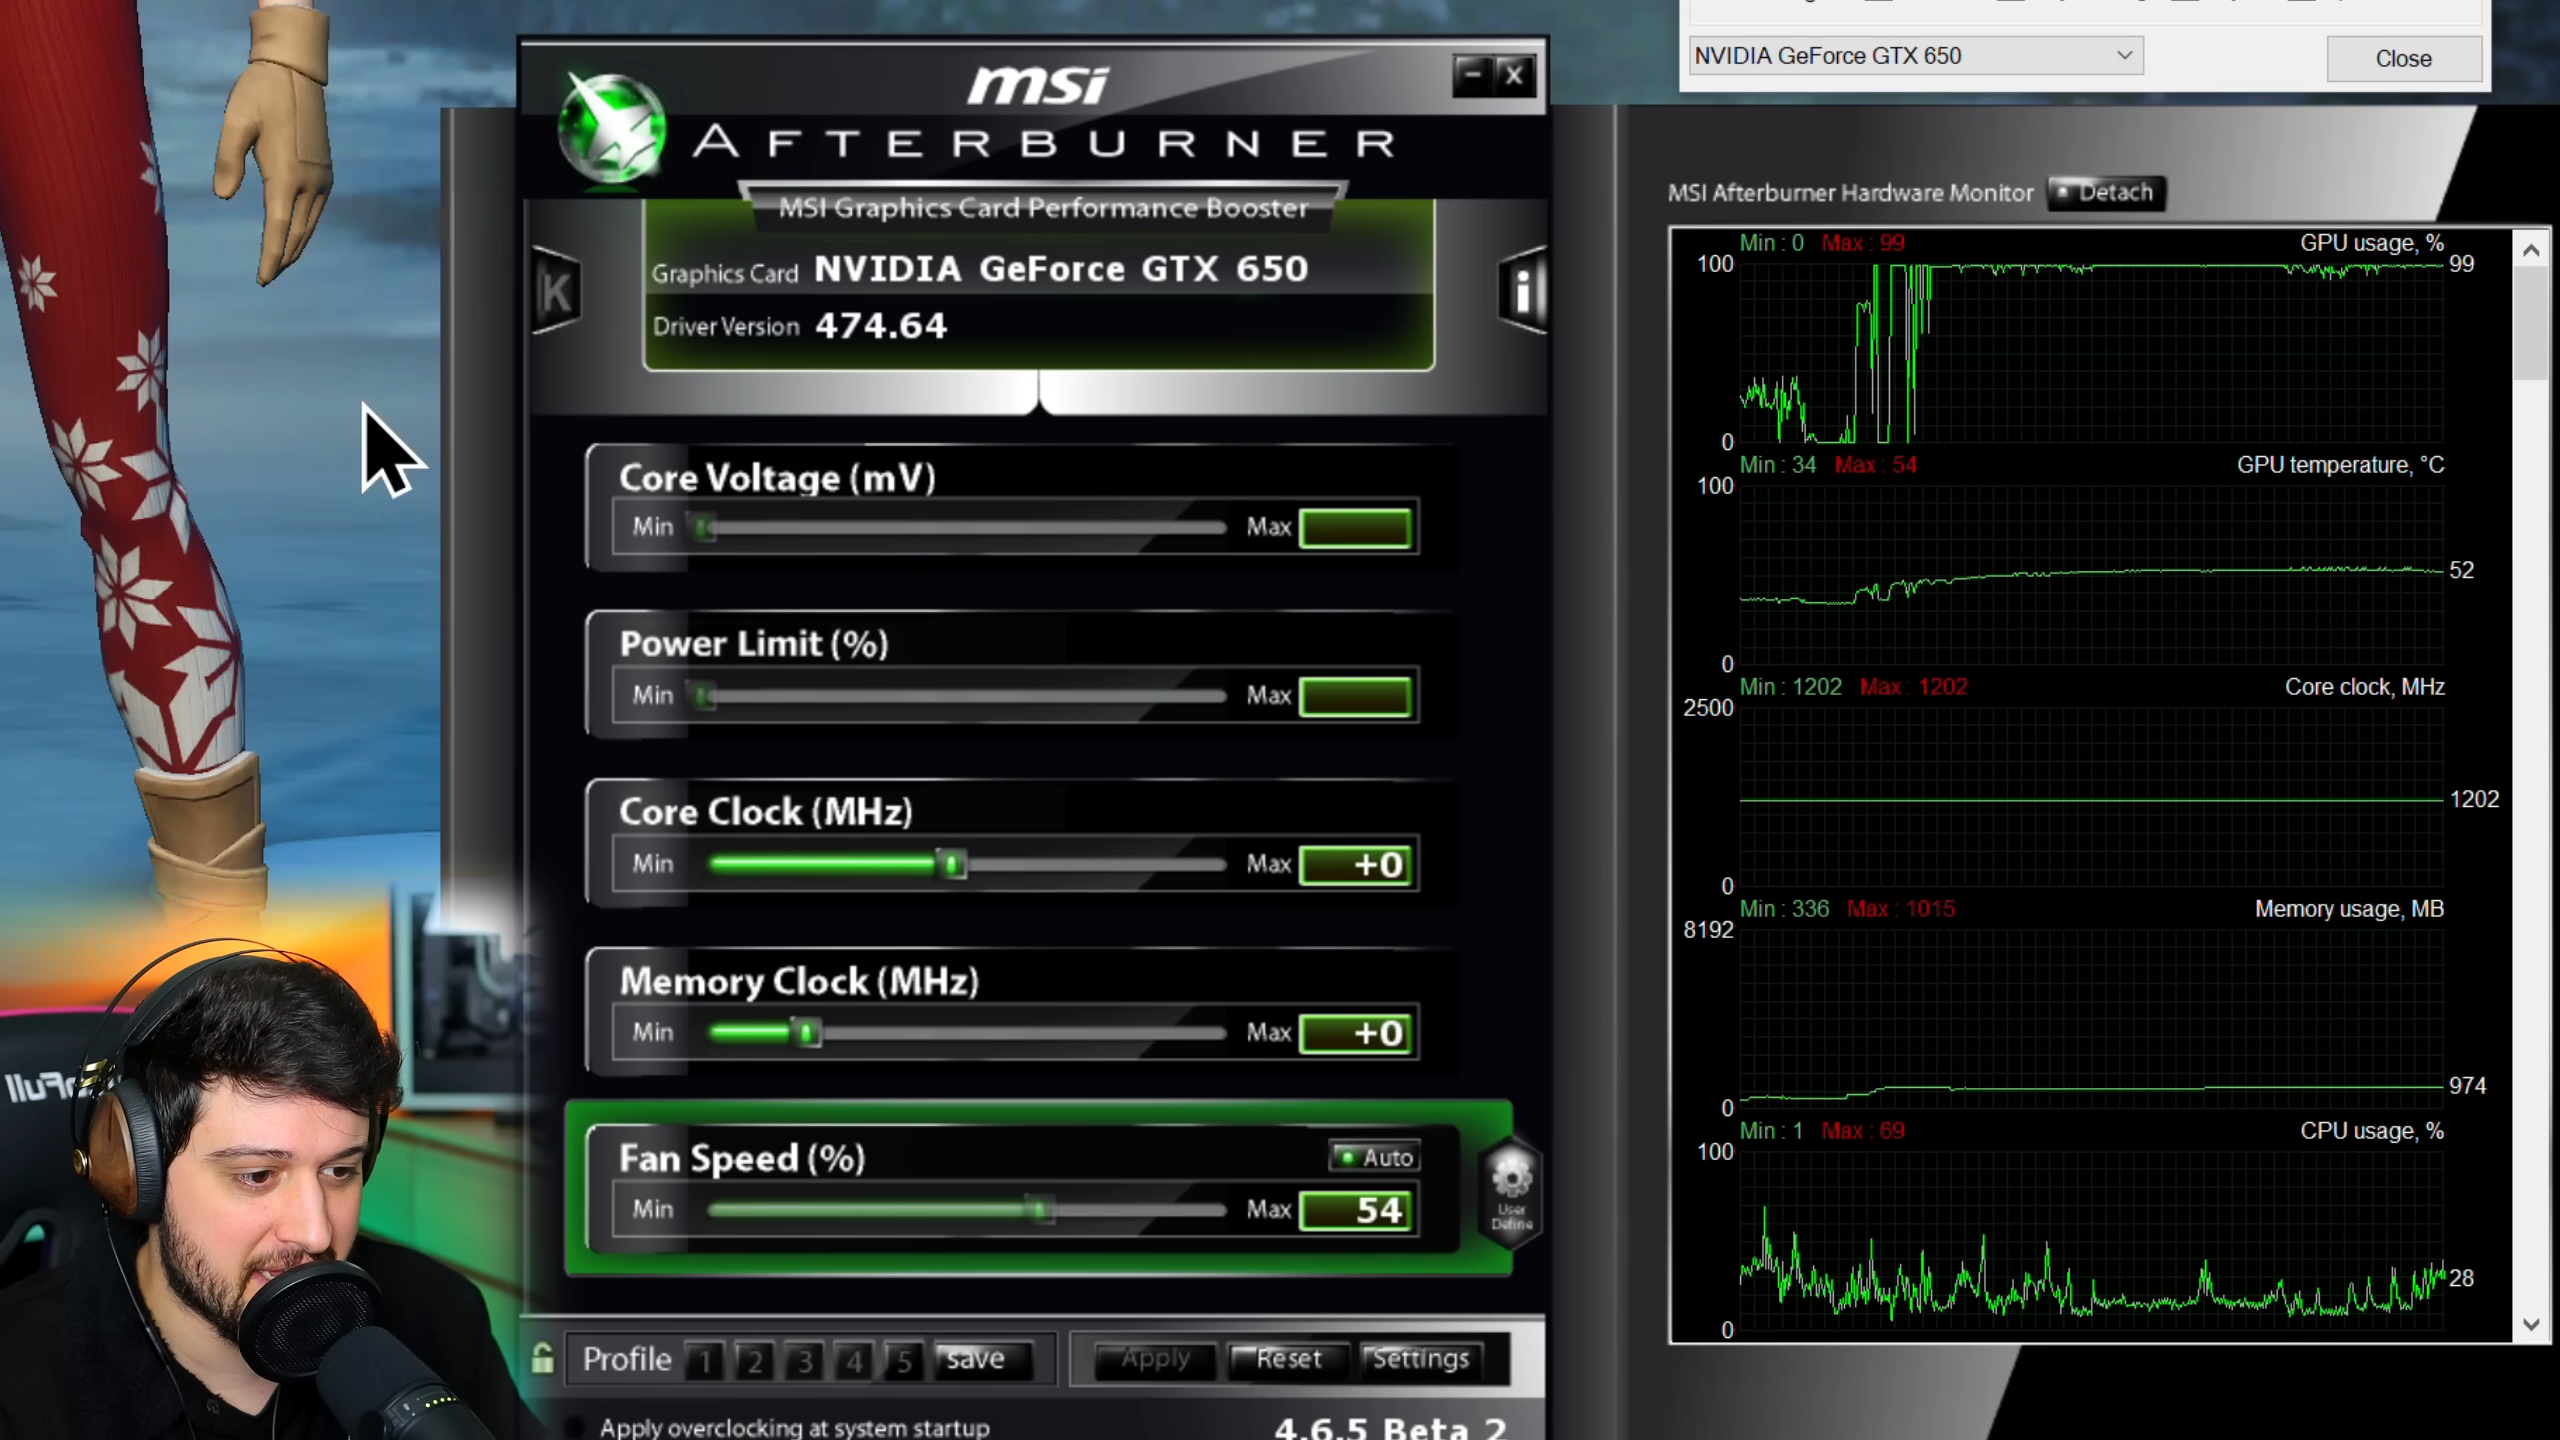 NVIDIA GeForce GTX 650
Close
msi
AFTERBURNER
MSI Graphics Card Performance Booster
K
Graphics Card NVIDIA GeForce GTX 650
i
Driver Version 474.64
Core Voltage (mV)
Min Max
Power Limit (%)
Min Max
Core Clock (MHz)
Min Max +0
Memory Clock (MHz)
Min Max +0
Fan Speed (%)
Auto
Min Max 54
User Define
Profile 1 2 3 4 5 save
Apply Reset Settings
Apply overclocking at system startup
4.6.5 Beta 2
MSI Afterburner Hardware Monitor
Detach
Min : 0 Max : 99 GPU usage, %
100 99
0
Min : 34 Max : 54 GPU temperature, °C
100
52
0
Min : 1202 Max : 1202 Core clock, MHz
2500
1202
0
Min : 336 Max : 1015 Memory usage, MB
8192
974
0
Min : 1 Max : 69 CPU usage, %
100
28
0